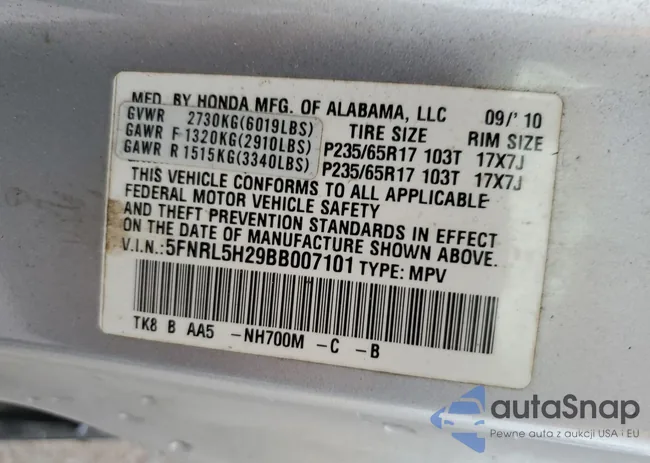 MFD. BY HONDA MFG. OF ALABAMA, LLC 09/'10
GVWR 2730KG(6019LBS) TIRE SIZE RIM SIZE
GAWR F 1320KG(2910LBS) P235/65R17 103T 17X7J
GAWR R 1515KG(3340LBS) P235/65R17 103T 17X7J
THIS VEHICLE CONFORMS TO ALL APPLICABLE
FEDERAL MOTOR VEHICLE SAFETY
AND THEFT PREVENTION STANDARDS IN EFFECT
ON THE DATE OF MANUFACTURE SHOWN ABOVE.
V.I.N.:5FNRL5H29BB007101 TYPE: MPV
TK8 B AA5 -NH700M -C -B
autaSnap
Pewne auta z aukcji USA i EU